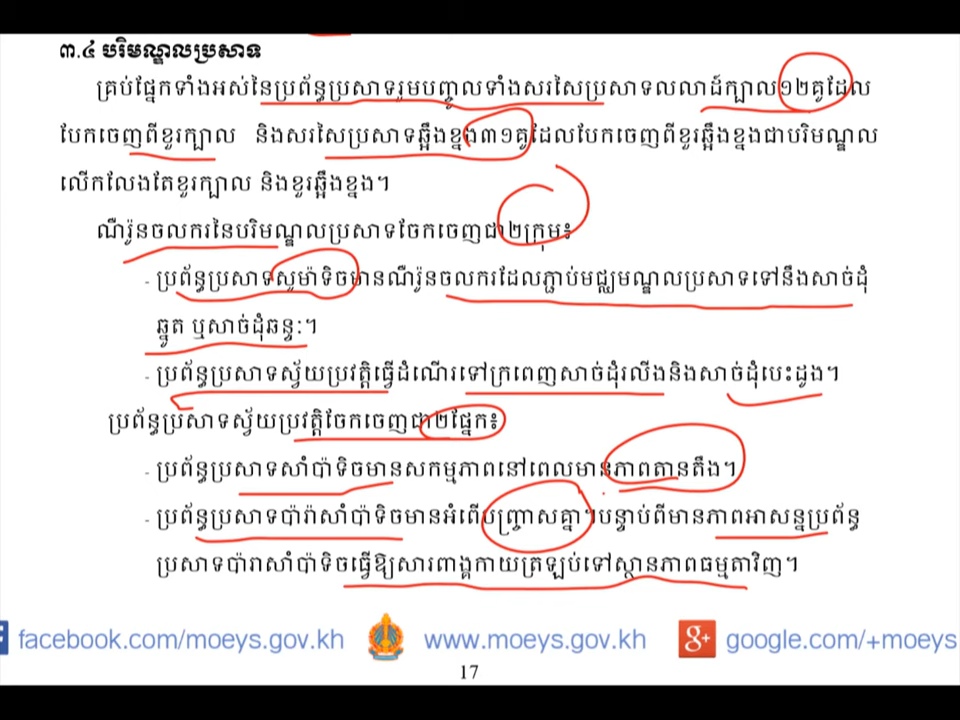 ៣.៤ បរិមណ្ឌលប្រសាទ
គ្រប់ផ្នែកទាំងអស់នៃប្រព័ន្ធប្រសាទរួមបញ្ចូលទាំងសរសៃប្រសាទលលាដ៍ក្បាល១២គូដែល
បែកចេញពីខួរក្បាល និងសរសៃប្រសាទឆ្អឹងខ្នង៣១គូដែលបែកចេញពីខួរឆ្អឹងខ្នងជាបរិមណ្ឌល
លើកលែងតែខួរក្បាល និងខួរឆ្អឹងខ្នង។
ណឺរ៉ូនចលករនៃបរិមណ្ឌលប្រសាទចែកចេញជា២ក្រុម៖
- ប្រព័ន្ធប្រសាទសូម៉ាទិចមានណឺរ៉ូនចលករដែលភ្ជាប់មជ្ឈមណ្ឌលប្រសាទទៅនឹងសាច់ដុំ
ឆ្នូត ឬសាច់ដុំឆន្ទៈ។
- ប្រព័ន្ធប្រសាទស្វ័យប្រវត្តិធ្វើដំណើរទៅក្រពេញសាច់ដុំរលីងនិងសាច់ដុំបេះដូង។
ប្រព័ន្ធប្រសាទស្វ័យប្រវត្តិចែកចេញជា២ផ្នែក៖
- ប្រព័ន្ធប្រសាទសាំប៉ាទិចមានសកម្មភាពនៅពេលមានភាពតានតឹង។
- ប្រព័ន្ធប្រសាទប៉ារ៉ាសាំប៉ាទិចមានអំពើបញ្ច្រាសគ្នា។បន្ទាប់ពីមានភាពអាសន្នប្រព័ន្ធ
ប្រសាទប៉ារាសាំប៉ាទិចធ្វើឱ្យសារពាង្គកាយត្រឡប់ទៅស្ថានភាពធម្មតាវិញ។
facebook.com/moeys.gov.kh www.moeys.gov.kh google.com/+moeys
17